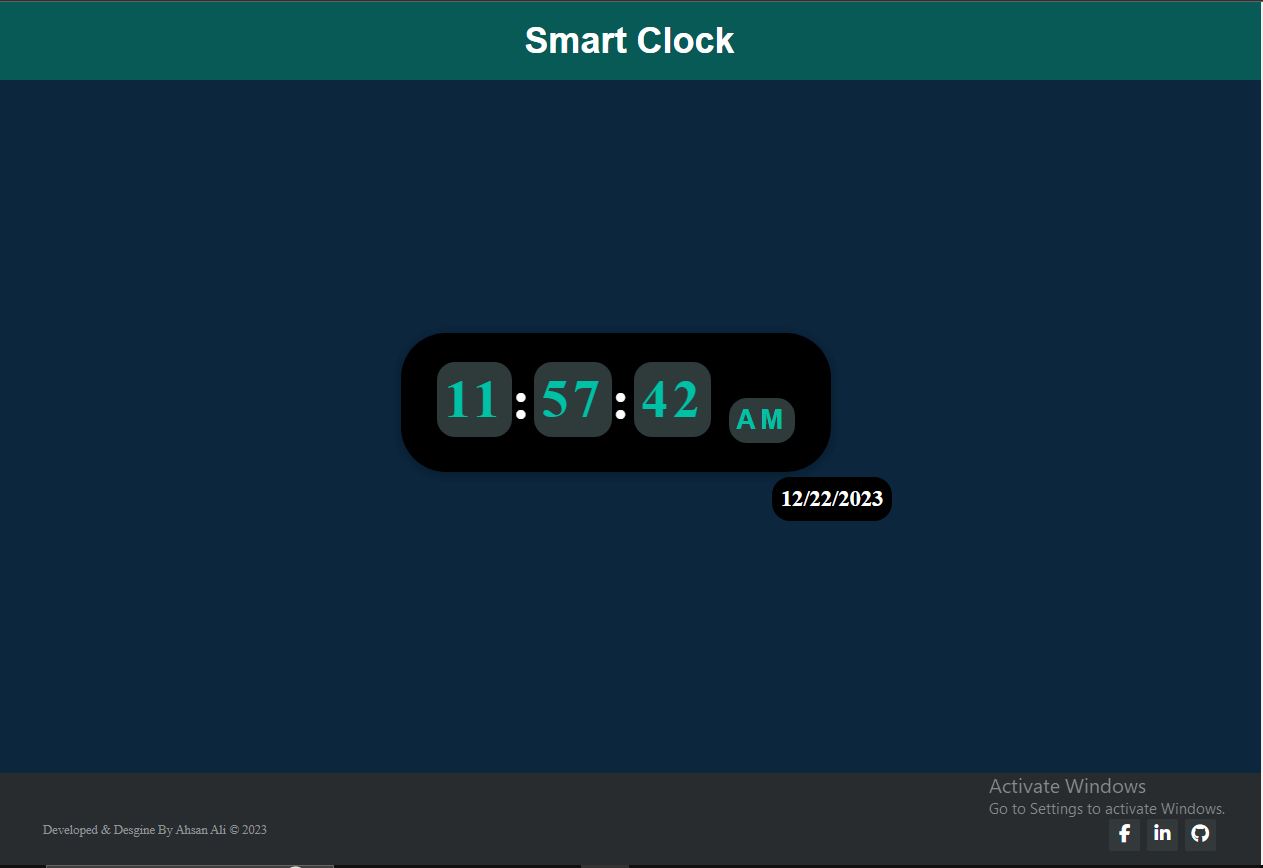 Smart Clock
11:57:42 AM
12/22/2023
Activate Windows
Go to Settings to activate Windows.
Developed & Desgine By Ahsan Ali © 2023
f in